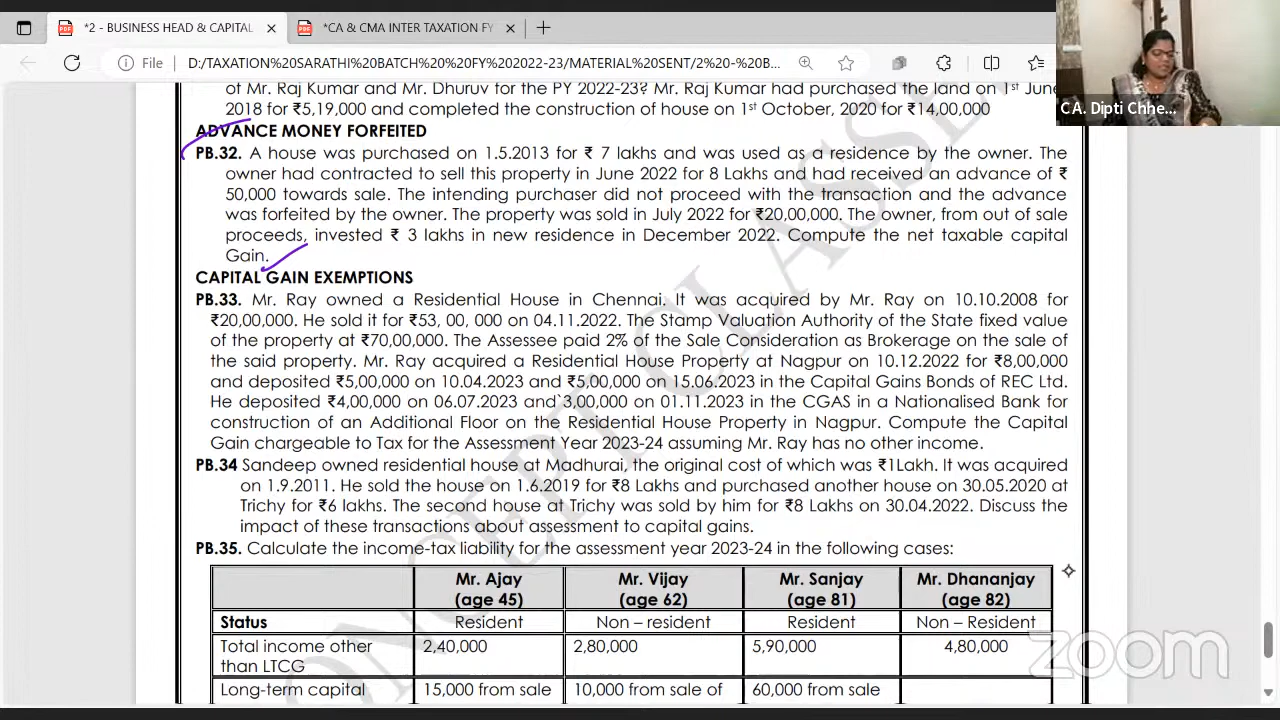 *2 - BUSINESS HEAD & CAPITAL
*CA & CMA INTER TAXATION FY
File D:/TAXATION%20SARATHI%20BATCH%20%20FY%202022-23/MATERIAL%20SENT/2%20-%20B...
C A. Dipti Chhe...
of Mr. Raj Kumar and Mr. Dhuruv for the PY 2022-23? Mr. Raj Kumar had purchased the land on 1st June
2018 for ₹5,19,000 and completed the construction of house on 1st October, 2020 for ₹14,00,000
ADVANCE MONEY FORFEITED
PB.32. A house was purchased on 1.5.2013 for ₹ 7 lakhs and was used as a residence by the owner. The
owner had contracted to sell this property in June 2022 for 8 Lakhs and had received an advance of ₹
50,000 towards sale. The intending purchaser did not proceed with the transaction and the advance
was forfeited by the owner. The property was sold in July 2022 for ₹20,00,000. The owner, from out of sale
proceeds, invested ₹ 3 lakhs in new residence in December 2022. Compute the net taxable capital
Gain.
CAPITAL GAIN EXEMPTIONS
PB.33. Mr. Ray owned a Residential House in Chennai. It was acquired by Mr. Ray on 10.10.2008 for
₹20,00,000. He sold it for ₹53, 00, 000 on 04.11.2022. The Stamp Valuation Authority of the State fixed value
of the property at ₹70,00,000. The Assessee paid 2% of the Sale Consideration as Brokerage on the sale of
the said property. Mr. Ray acquired a Residential House Property at Nagpur on 10.12.2022 for ₹8,00,000
and deposited ₹5,00,000 on 10.04.2023 and ₹5,00,000 on 15.06.2023 in the Capital Gains Bonds of REC Ltd.
He deposited ₹4,00,000 on 06.07.2023 and`3,00,000 on 01.11.2023 in the CGAS in a Nationalised Bank for
construction of an Additional Floor on the Residential House Property in Nagpur. Compute the Capital
Gain chargeable to Tax for the Assessment Year 2023-24 assuming Mr. Ray has no other income.
PB.34 Sandeep owned residential house at Madhurai, the original cost of which was ₹1Lakh. It was acquired
on 1.9.2011. He sold the house on 1.6.2019 for ₹8 Lakhs and purchased another house on 30.05.2020 at
Trichy for ₹6 lakhs. The second house at Trichy was sold by him for ₹8 Lakhs on 30.04.2022. Discuss the
impact of these transactions about assessment to capital gains.
PB.35. Calculate the income-tax liability for the assessment year 2023-24 in the following cases:
Mr. Ajay Mr. Vijay Mr. Sanjay Mr. Dhananjay
(age 45) (age 62) (age 81) (age 82)
Status Resident Non – resident Resident Non – Resident
Total income other 2,40,000 2,80,000 5,90,000 4,80,000
than LTCG
Long-term capital 15,000 from sale 10,000 from sale of 60,000 from sale
CONCEPT CLASSE
zoom